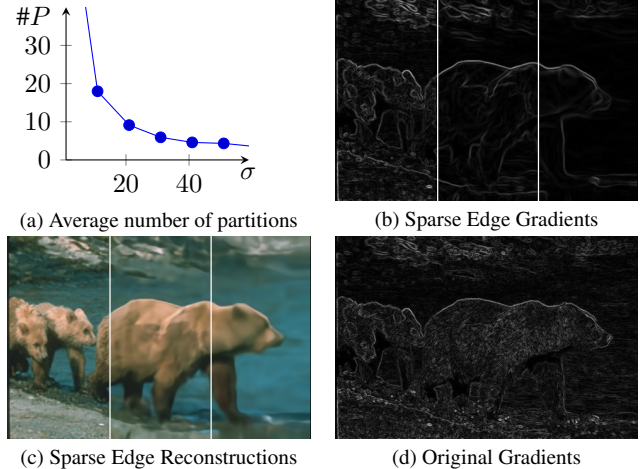 #P
30
20
10
0
20
40
σ
(a) Average number of partitions
(b) Sparse Edge Gradients
(c) Sparse Edge Reconstructions
(d) Original Gradients